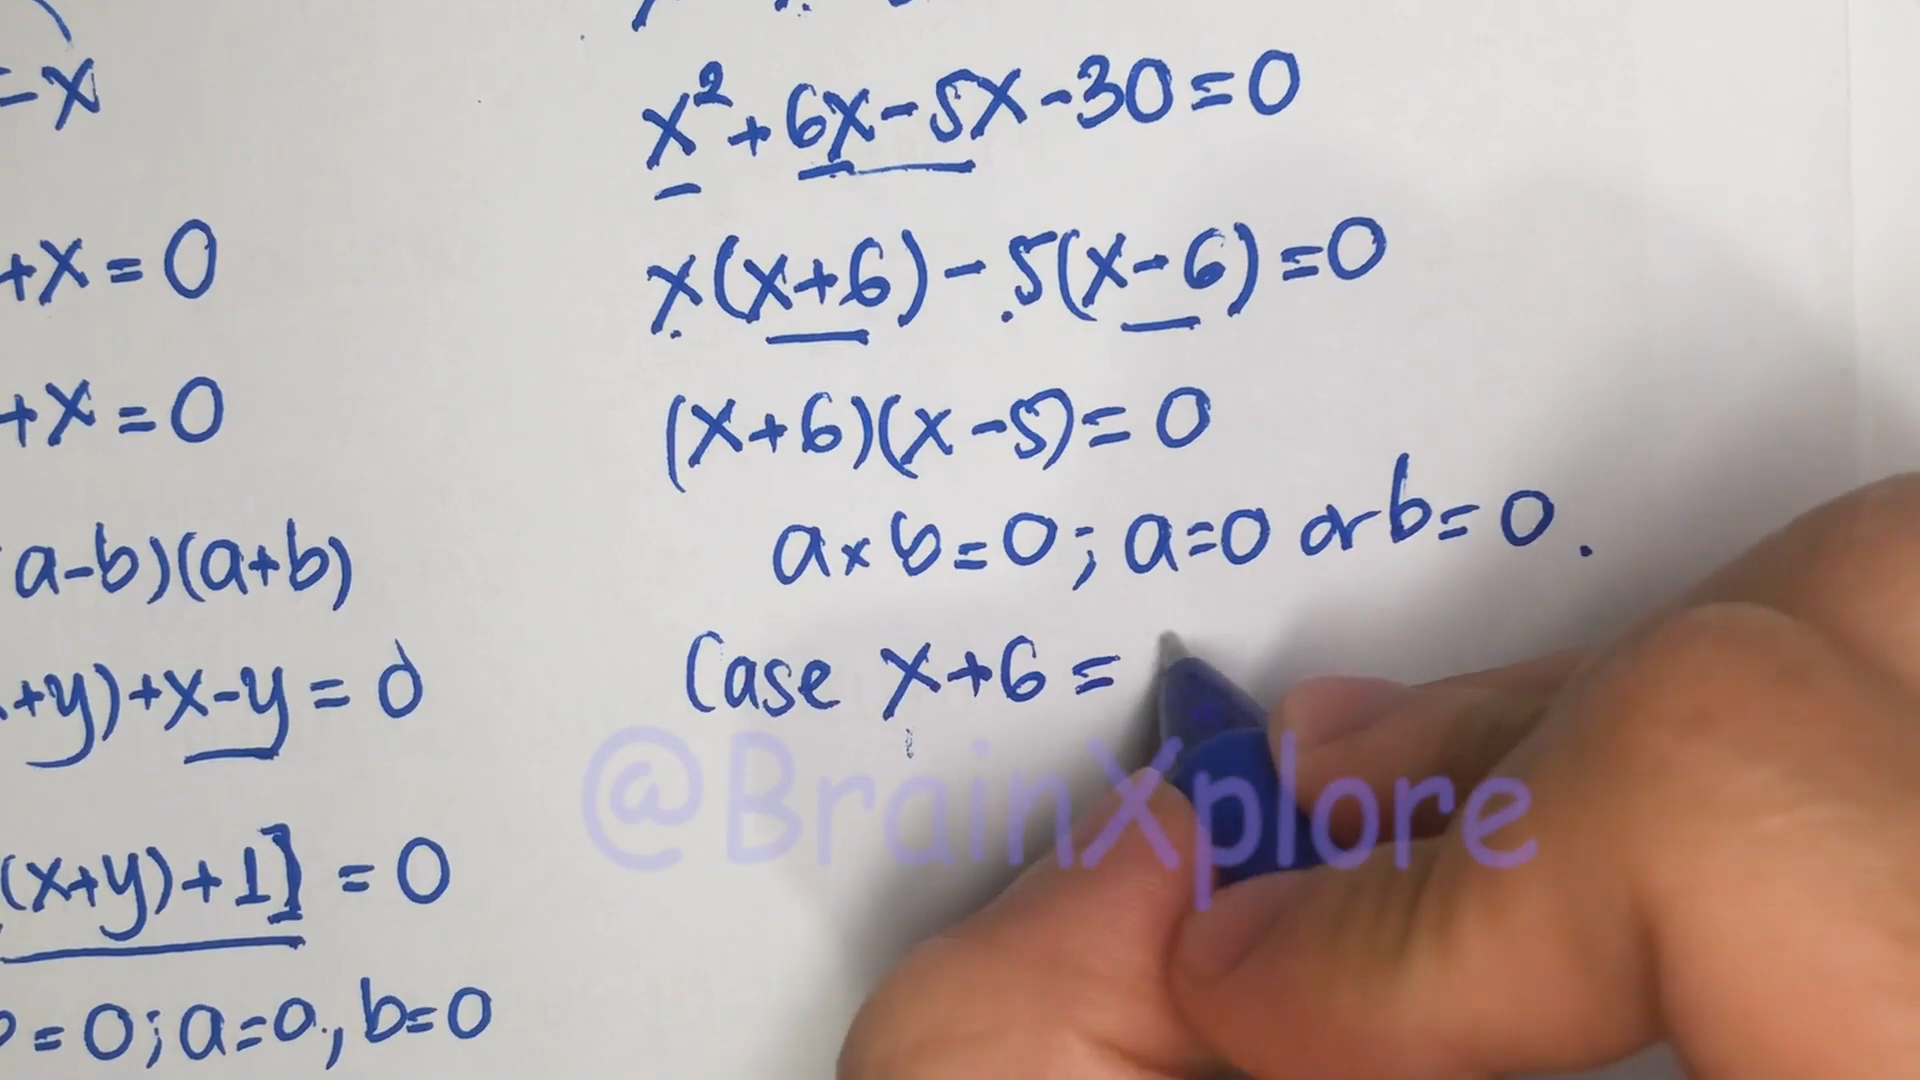 = x
+x=0
+x=0
a-b)(a+b)
+y)+x-y=0
(x+y)+1] =0
=0;a=0,b=0
x²+6x-5x-30=0
x(x+6)-5(x-6)=0
(x+6)(x-5)=0
a×b=0;a=0 or b=0.
Case x+6=
@BrainXplore